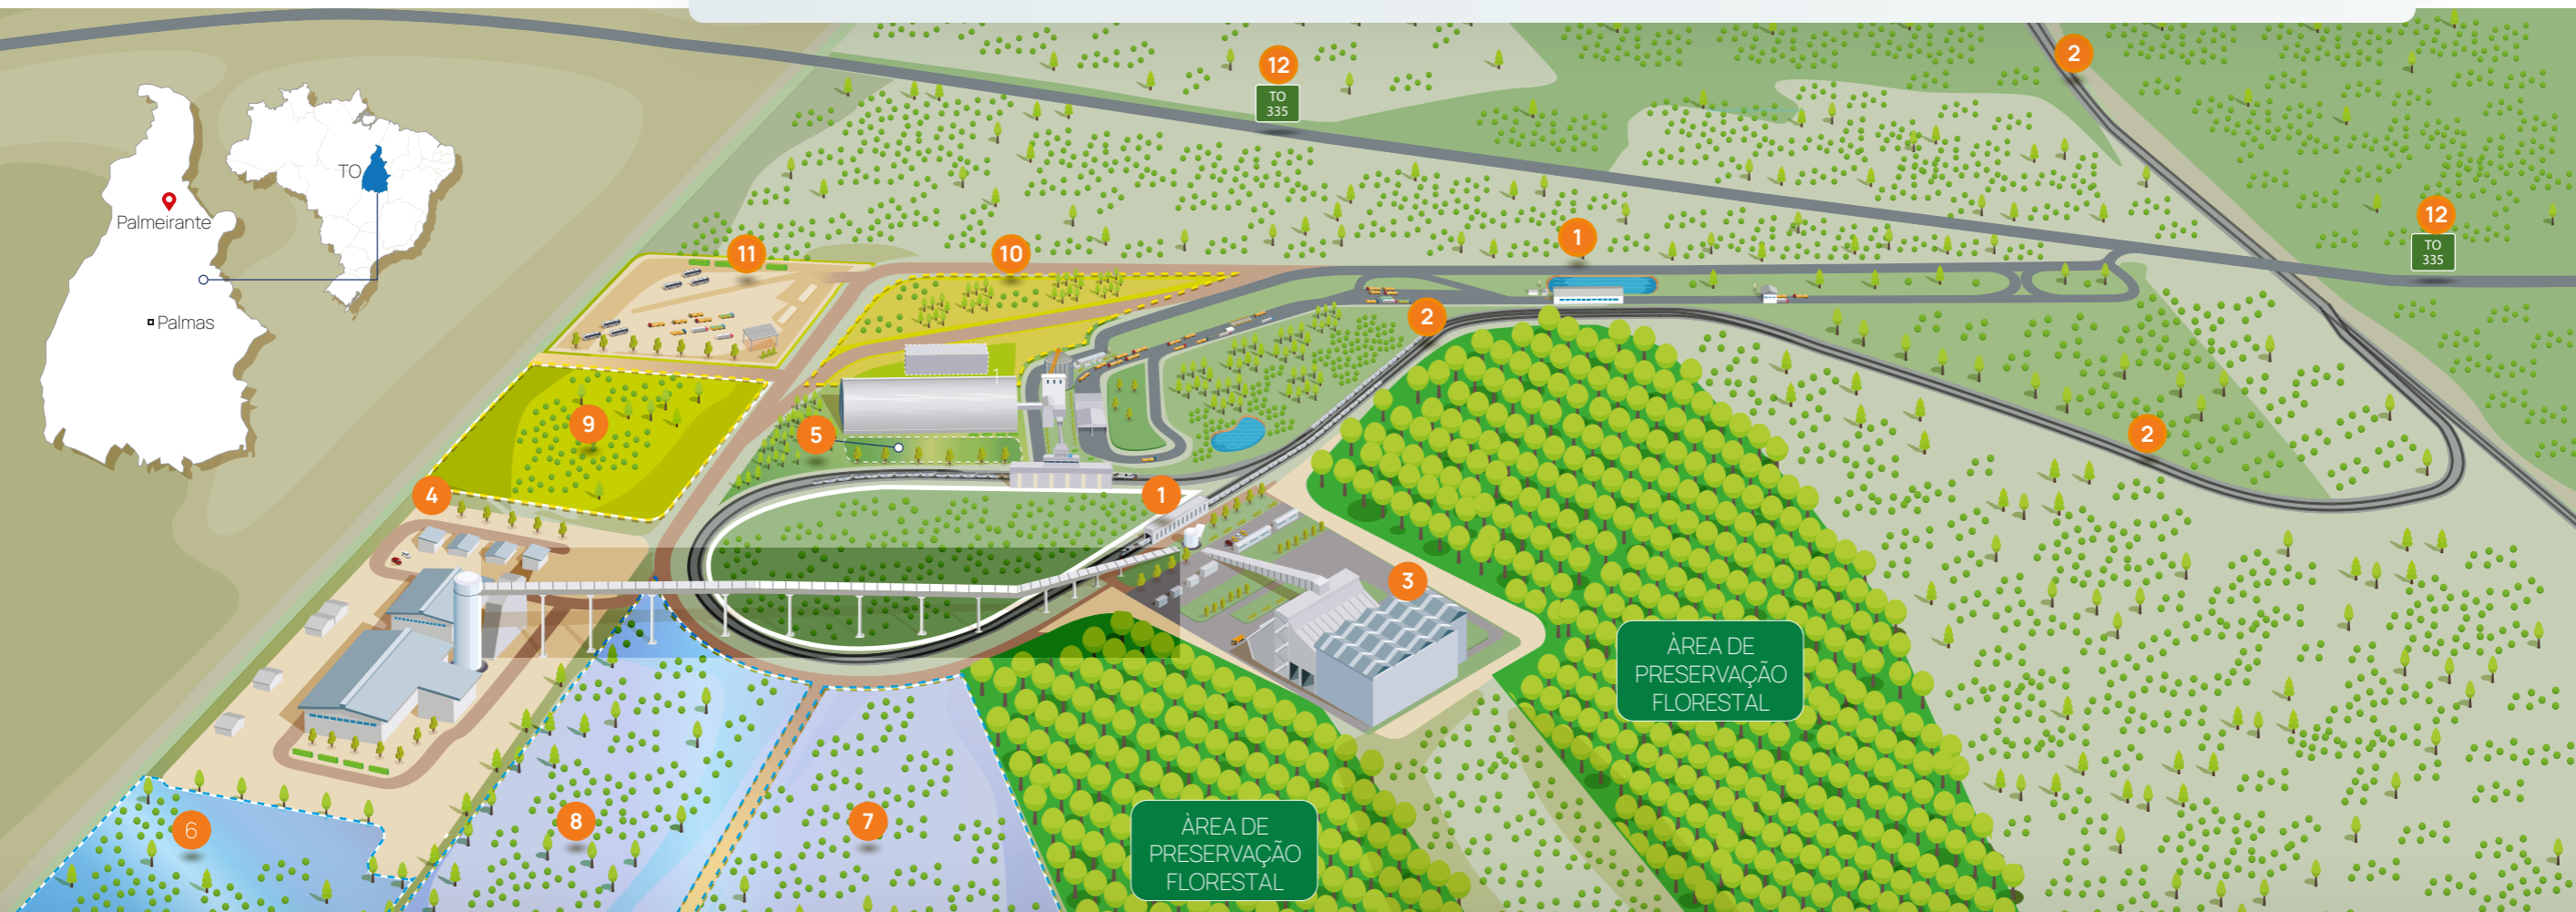 2
12
TO
335
TO
Palmeirante
12
TO
335
1
11
10
2
Palmas
1
9
5
2
4
1
3
ÀREA DE
PRESERVAÇÃO
FLORESTAL
6
8
7
ÀREA DE
PRESERVAÇÃO
FLORESTAL